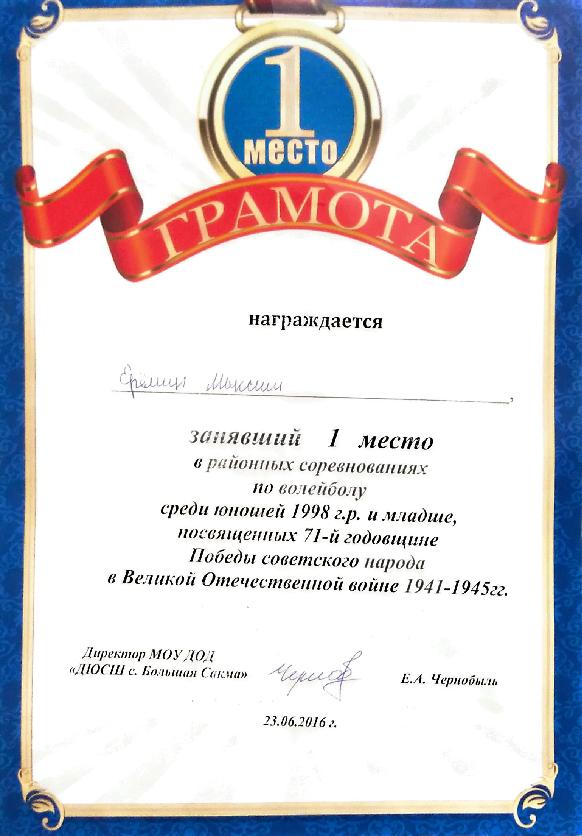 1
место
ГРАМОТА
награждается
Ерёмин Максим,
занявший 1 место
в районных соревнованиях
по волейболу
среди юношей 1998 г.р. и младше,
посвященных 71-й годовщине
Победы советского народа
в Великой Отечественной войне 1941-1945гг.
Директор МОУ ДОД
«ДЮСШ с. Большая Сакма»
Е.А. Чернобыль
23.06.2016 г.